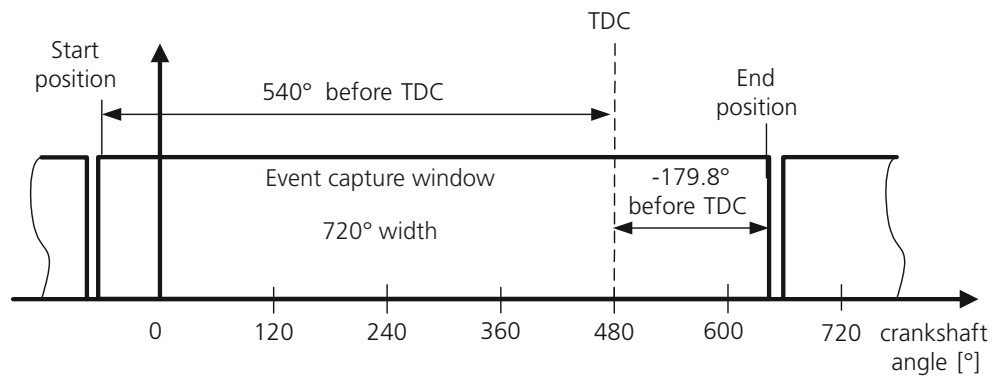 TDC
Start
position
540° before TDC
End
position
Event capture window
720° width
-179.8°
before TDC
0
120
240
360
480
600
720
crankshaft
angle [°]